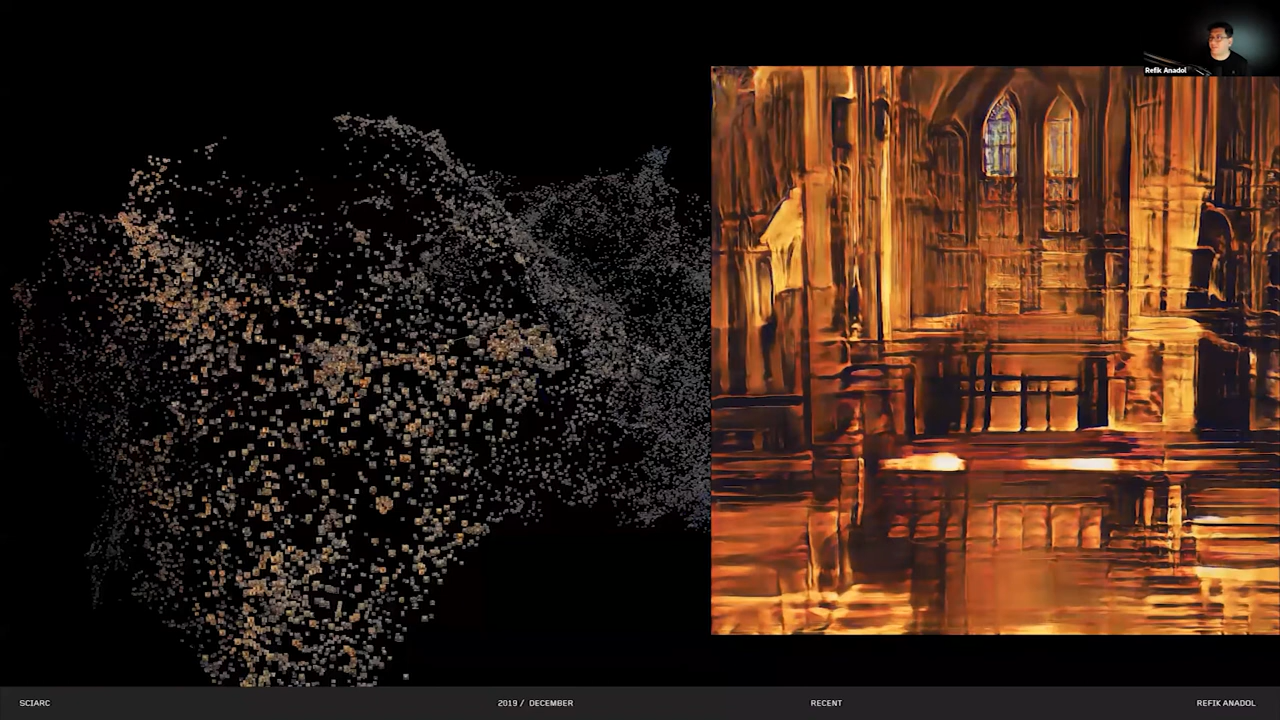 Refik Anadol
SCIARC
2019 / DECEMBER
RECENT
REFIK ANADOL